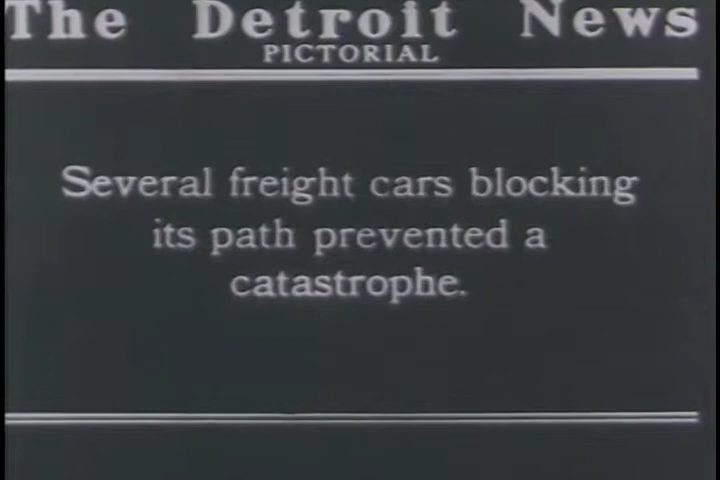 The Detroit News
PICTORIAL
Several freight cars blocking
its path prevented a
catastrophe.